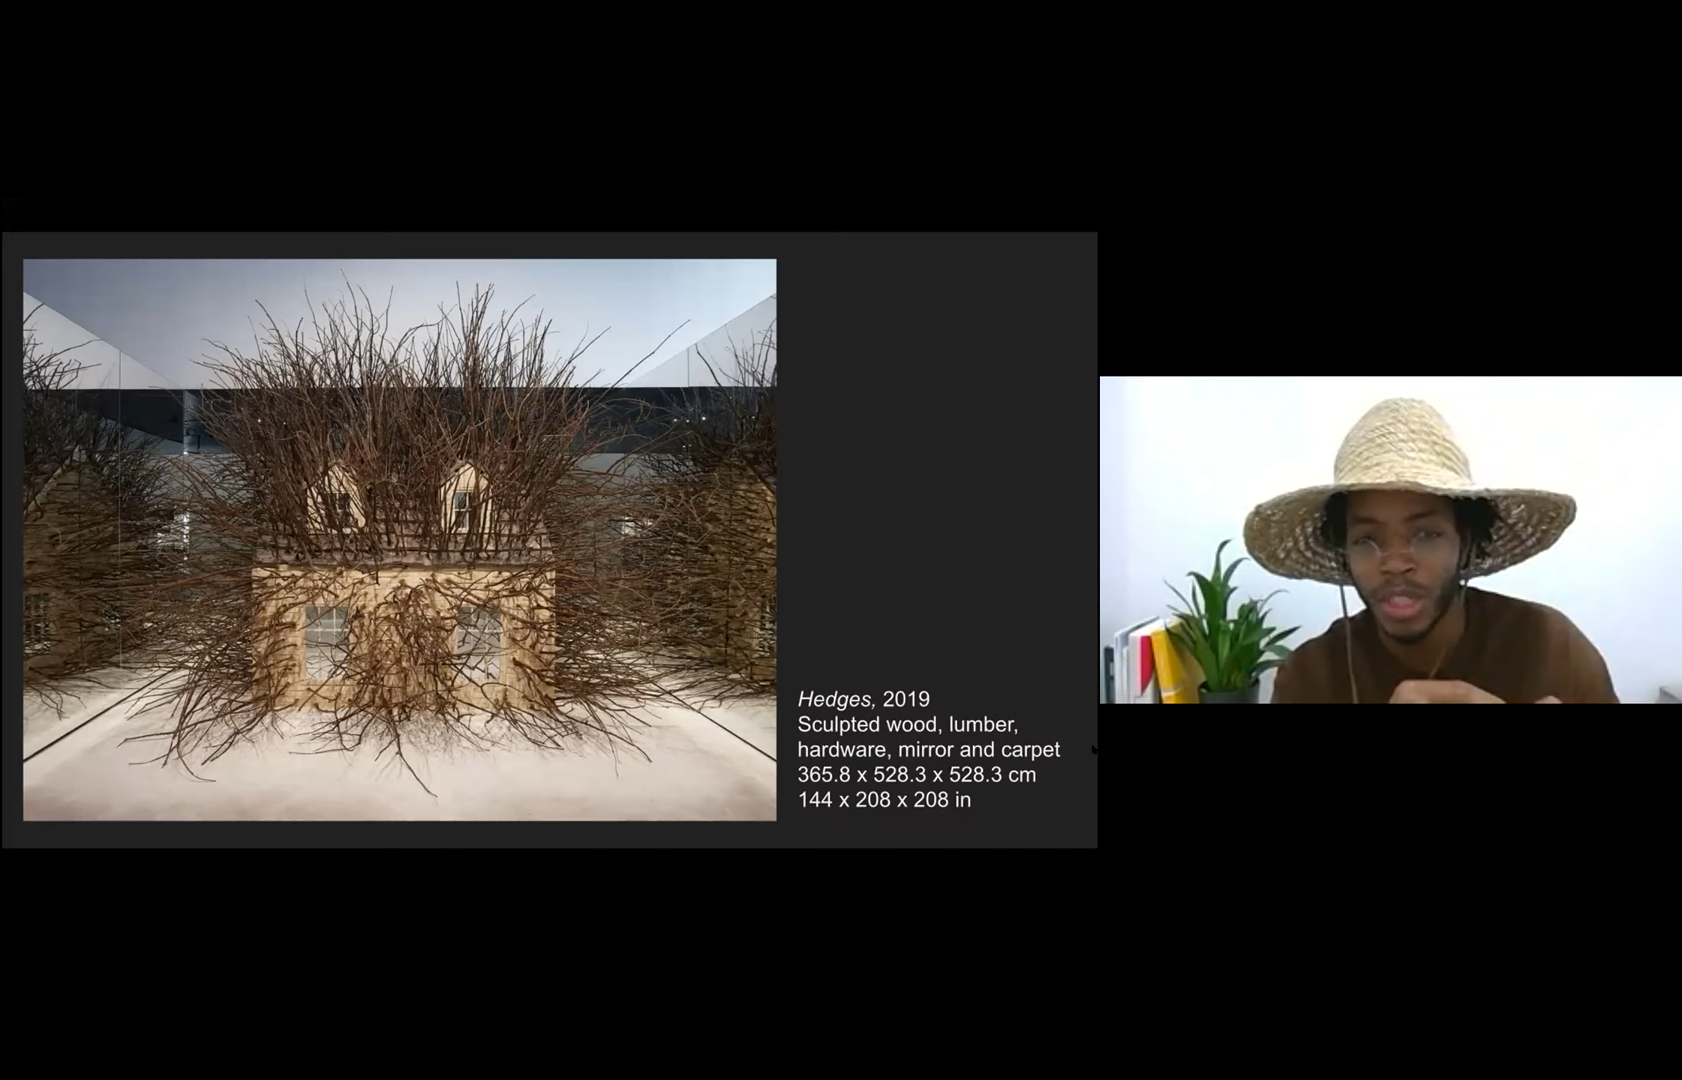 Hedges, 2019
Sculpted wood, lumber,
hardware, mirror and carpet
365.8 x 528.3 x 528.3 cm
144 x 208 x 208 in